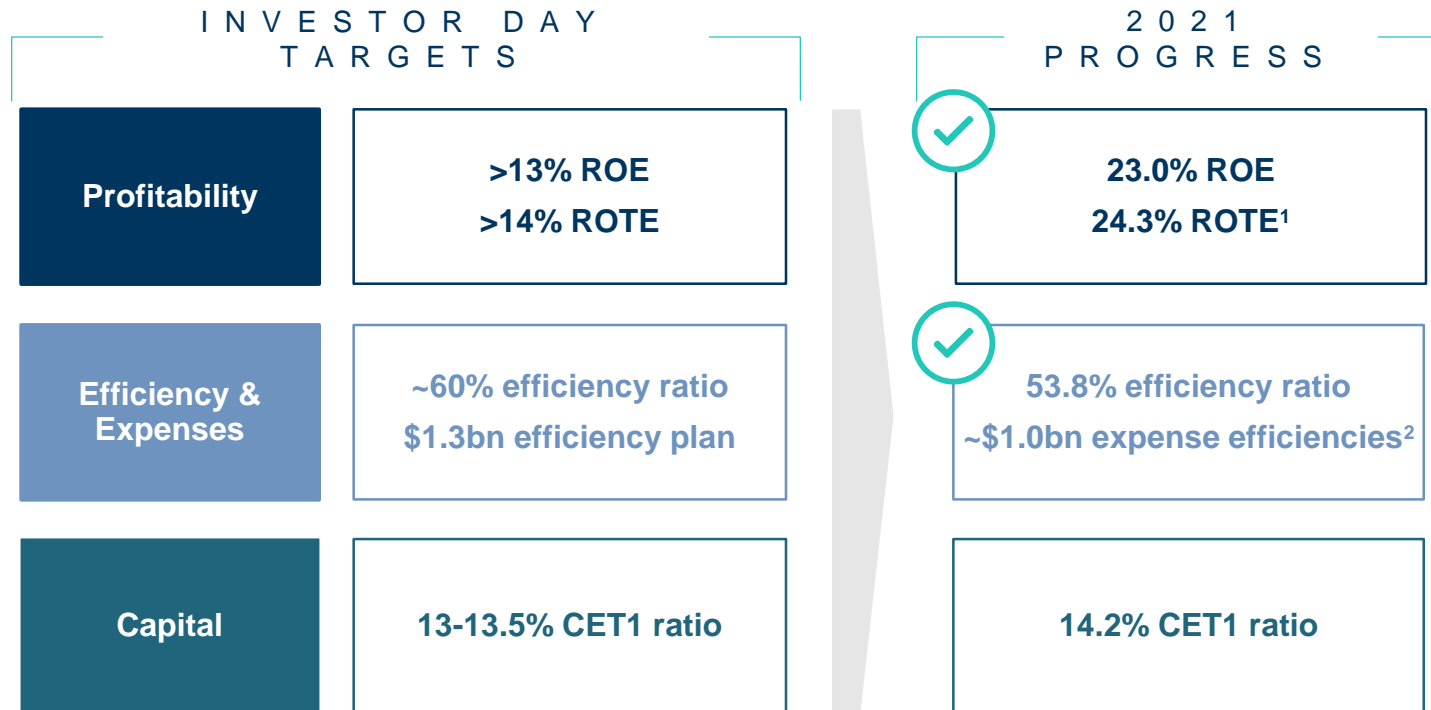 INVESTOR DAY
TARGETS
2021
PROGRESS
Profitability
>13% ROE
>14% ROTE
23.0% ROE
24.3% ROTE¹
Efficiency &
Expenses
~60% efficiency ratio
$1.3bn efficiency plan
53.8% efficiency ratio
~$1.0bn expense efficiencies²
Capital
13-13.5% CET1 ratio
14.2% CET1 ratio